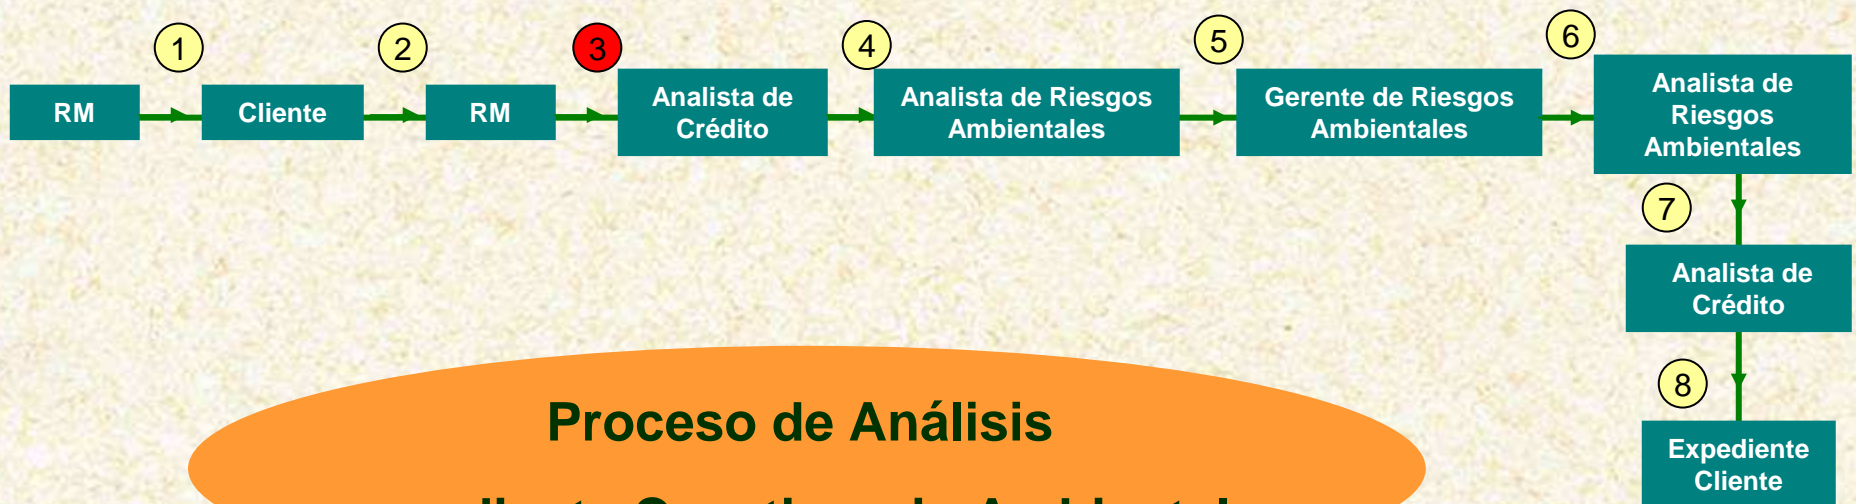 1
2
3
4
5
6
RM
Cliente
RM
Analista de
Crédito
Analista de Riesgos
Ambientales
Gerente de Riesgos
Ambientales
Analista de
Riesgos
Ambientales
7
Analista de
Crédito
8
Expediente
Cliente
Proceso de Análisis